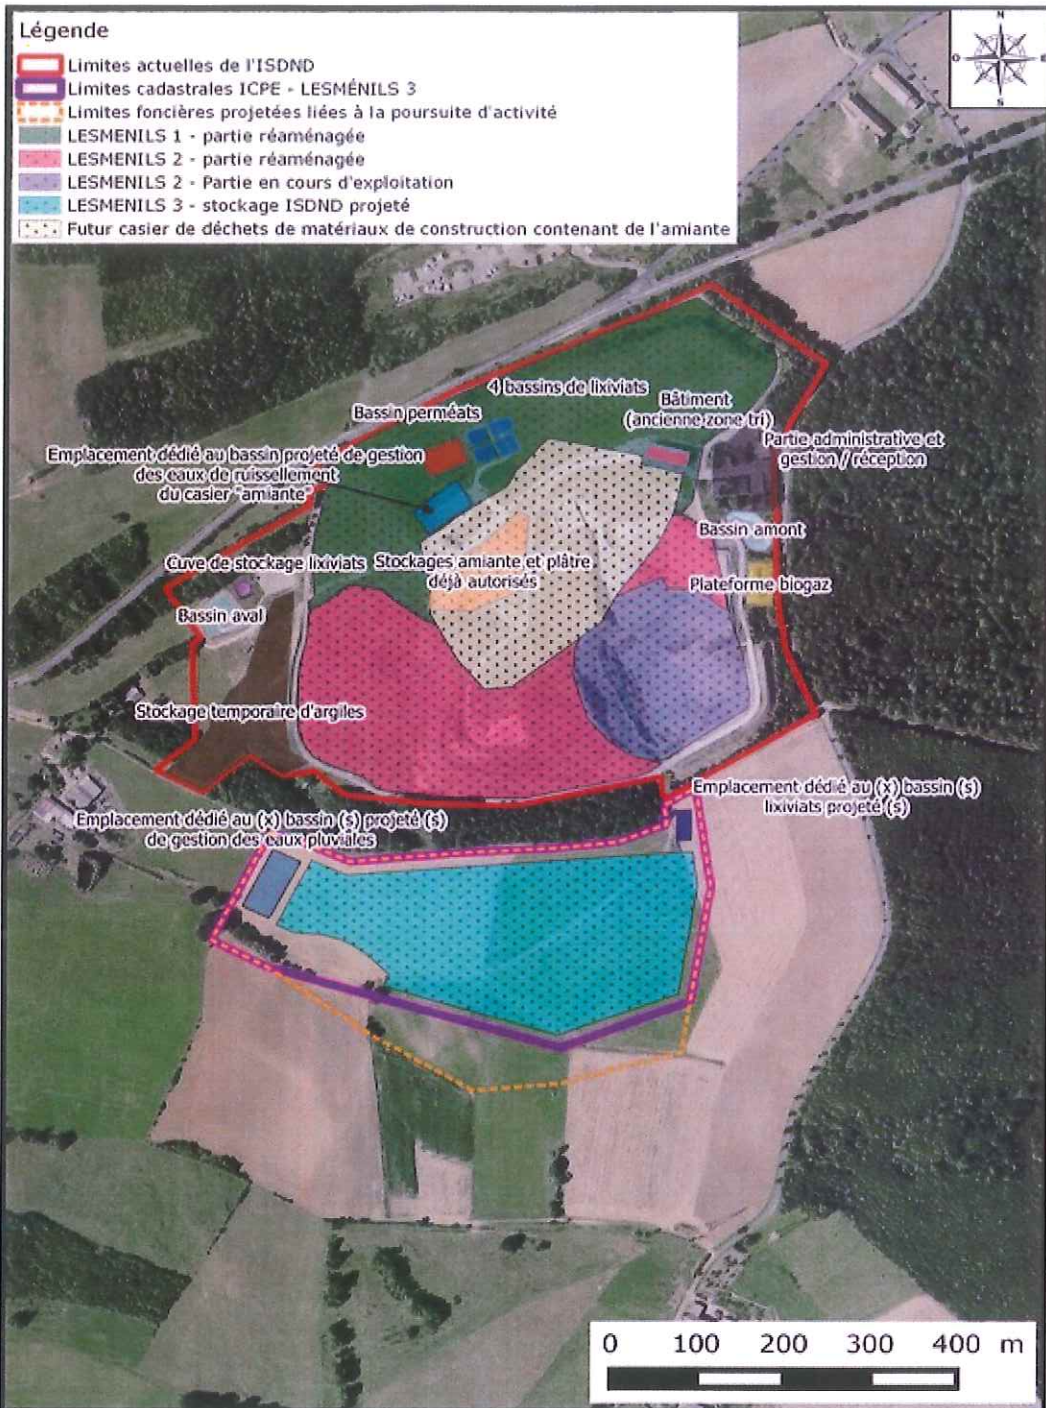 Légende
Limites actuelles de l'ISDND
Limites cadastrales ICPE - LESMÉNILS 3
Limites foncières projetées liées à la poursuite d'activité
LESMENILS 1 - partie réaménagée
LESMENILS 2 - partie réaménagée
LESMENILS 2 - Partie en cours d'exploitation
LESMENILS 3 - stockage ISDND projeté
Futur casier de déchets de matériaux de construction contenant de l'amiante
N
O
E
S
4 bassins de lixiviats
Bâtiment
(ancienne zone tri)
Bassin perméats
Partie administrative et
gestion / réception
Emplacement dédié au bassin projeté de gestion
des eaux de ruissellement
du casier "amiante"
Bassin amont
Cuve de stockage lixiviats
Stockages amiante et plâtre
déjà autorisés
Plateforme biogaz
Bassin aval
Stockage temporaire d'argiles
Emplacement dédié au (x) bassin (s)
lixiviats projeté (s)
Emplacement dédié au (x) bassin (s) projeté (s)
de gestion des eaux pluviales
0 100 200 300 400 m